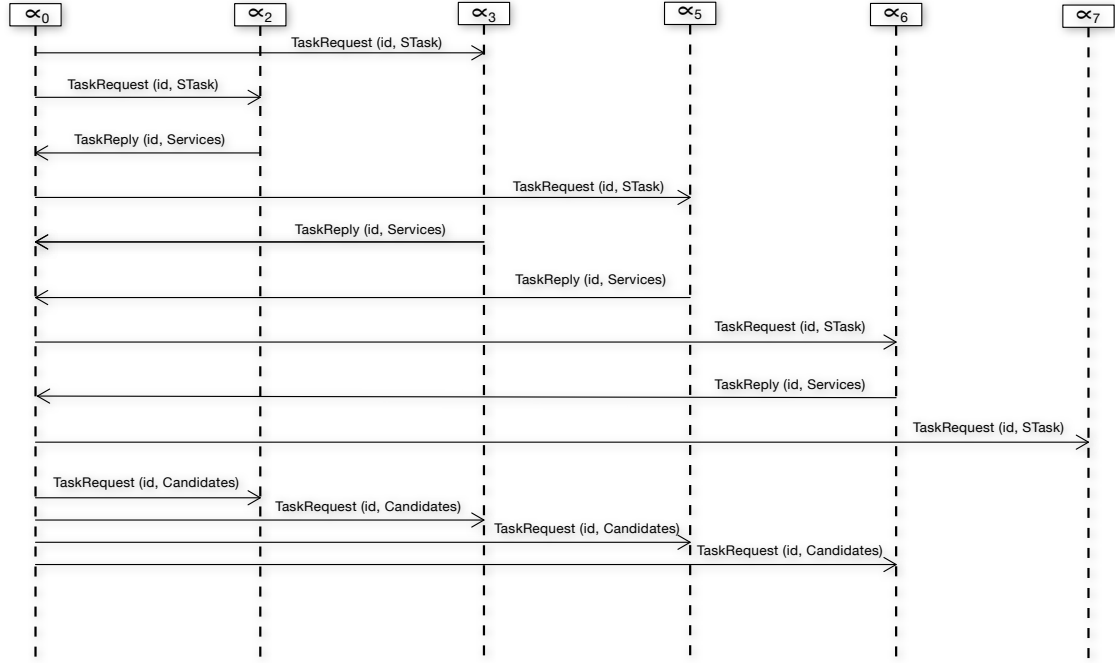 ∝0 ∝2 ∝3 ∝5 ∝6 ∝7
TaskRequest (id, STask)
TaskRequest (id, STask)
TaskReply (id, Services)
TaskRequest (id, STask)
TaskReply (id, Services)
TaskReply (id, Services)
TaskRequest (id, STask)
TaskReply (id, Services)
TaskRequest (id, STask)
TaskRequest (id, Candidates)
TaskRequest (id, Candidates)
TaskRequest (id, Candidates)
TaskRequest (id, Candidates)